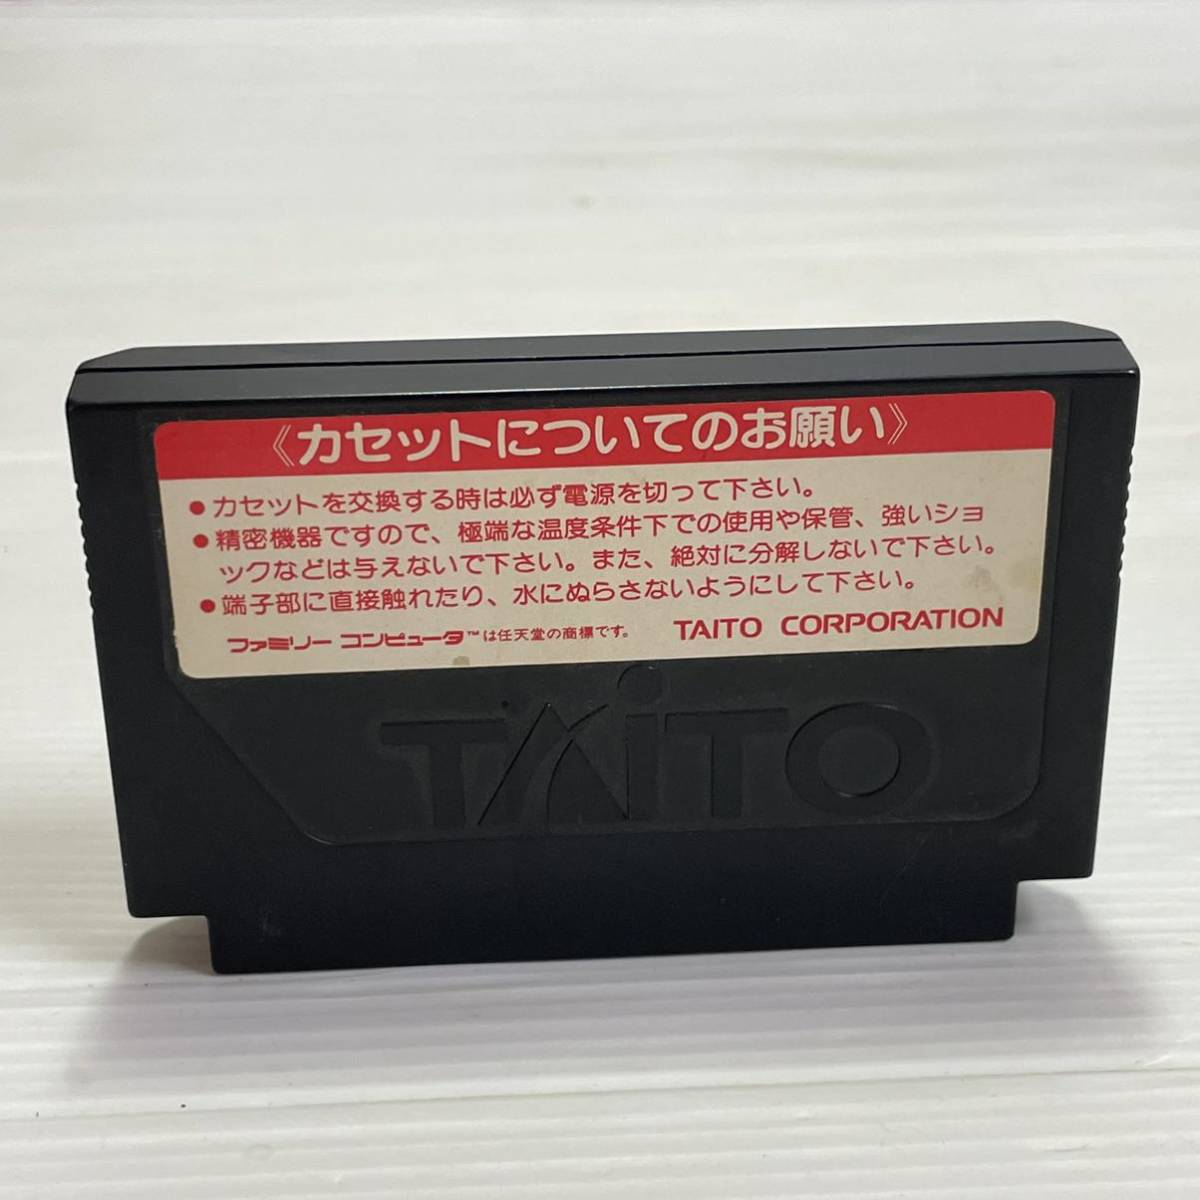 《カセットについてのお願い》
●カセットを交換する時は必ず電源を切って下さい。
●精密機器ですので、極端な温度条件下での使用や保管、強いショ
ックなどは与えないで下さい。また、絶対に分解しないで下さい。
●端子部に直接触れたり、水にぬらさないようにして下さい。
ファミリー コンピュータ™は任天堂の商標です。 TAITO CORPORATION
TAiTO